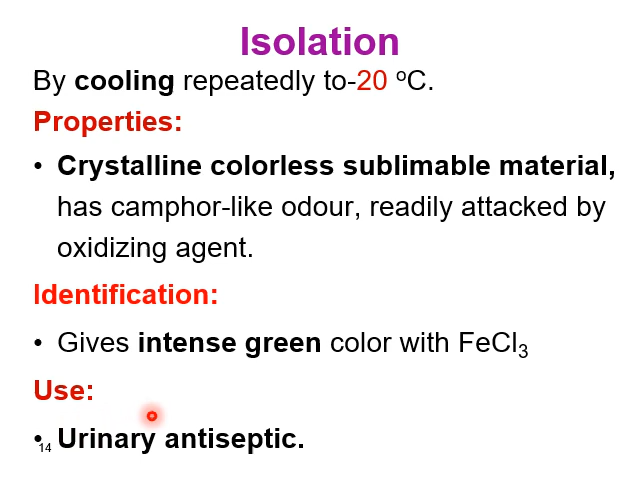 Isolation
By cooling repeatedly to-20 ºC.
Properties:
• Crystalline colorless sublimable material,
has camphor-like odour, readily attacked by
oxidizing agent.
Identification:
• Gives intense green color with FeCl₃
Use:
• Urinary antiseptic.
14